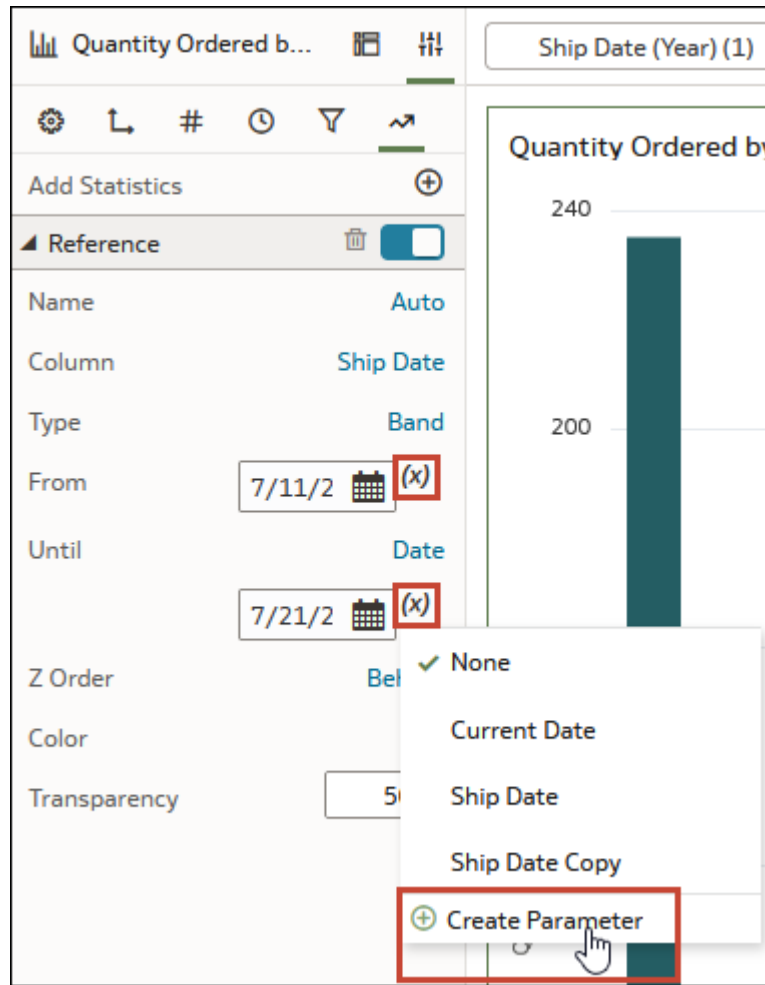 Quantity Ordered b...
Ship Date (Year) (1)
Add Statistics
Reference
Name Auto
Column Ship Date
Type Band
From 7/11/2 (x)
Until Date
7/21/2 (x)
Z Order
Color
Transparency
None
Current Date
Ship Date
Ship Date Copy
Create Parameter
Quantity Ordered by
240
200